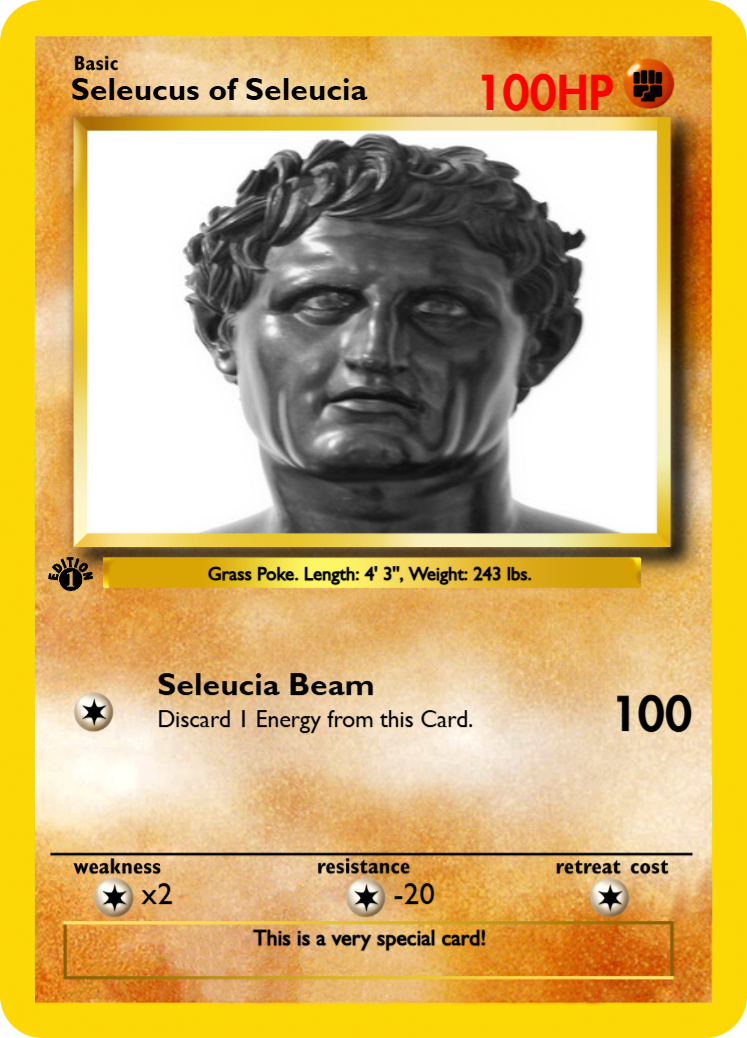 Basic
Seleucus of Seleucia
100HP
EDITION
1
Grass Poke. Length: 4' 3", Weight: 243 lbs.
Seleucia Beam
Discard 1 Energy from this Card.
100
weakness resistance retreat cost
x2 -20
This is a very special card!